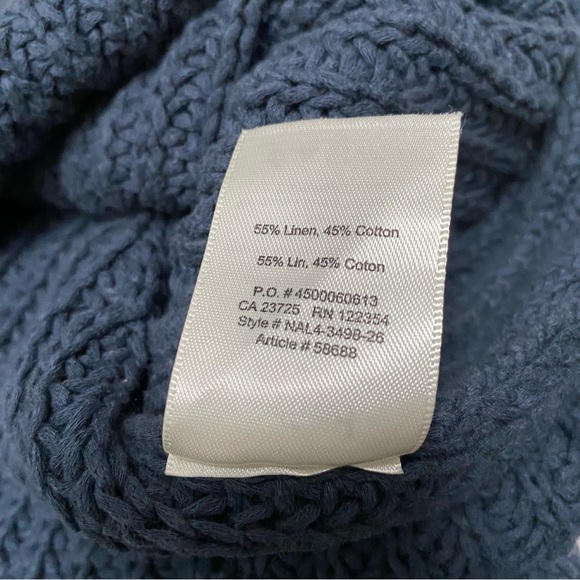 55% Linen, 45% Cotton
55% Lin, 45% Coton
P.O. # 4500060613
CA 23725 RN 122354
Style # NAL4-3498-26
Article # 58688